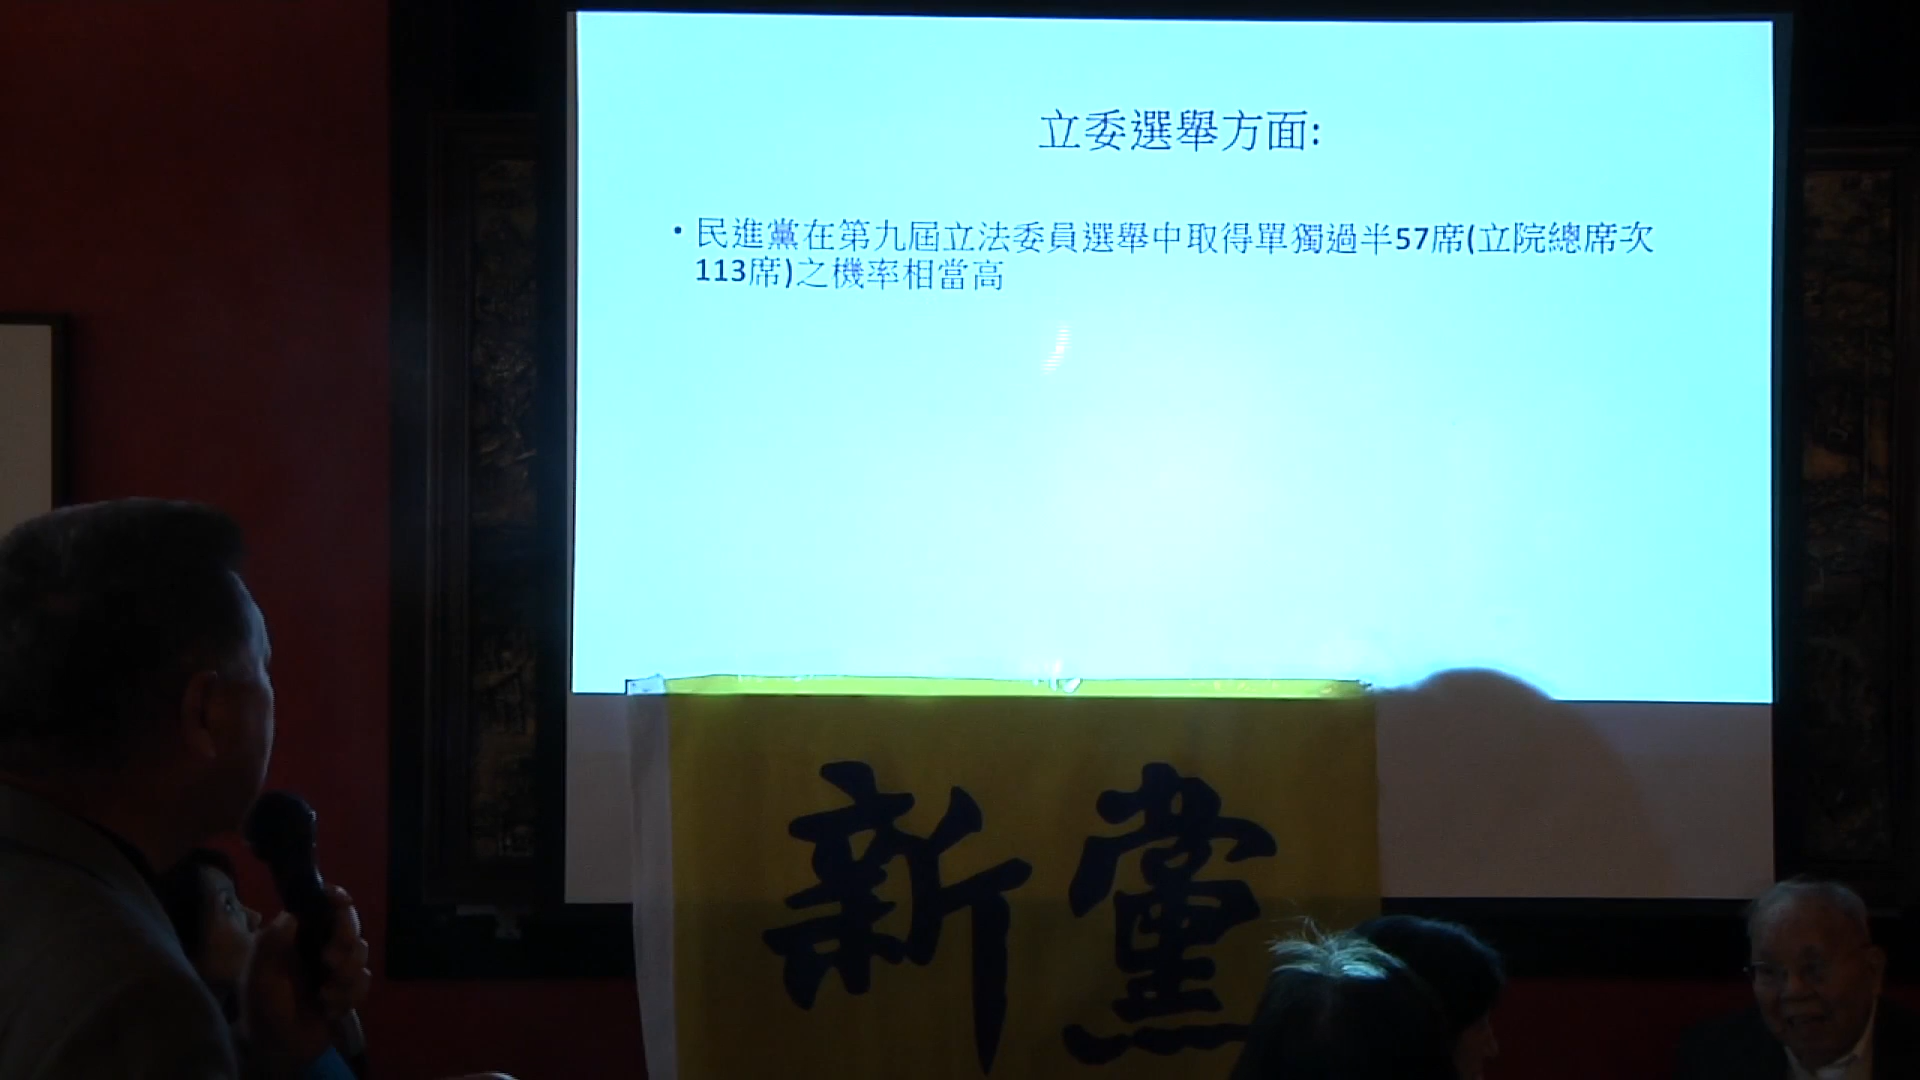 立委選舉方面:
• 民進黨在第九屆立法委員選舉中取得單獨過半57席(立院總席次
113席)之機率相當高
新黨